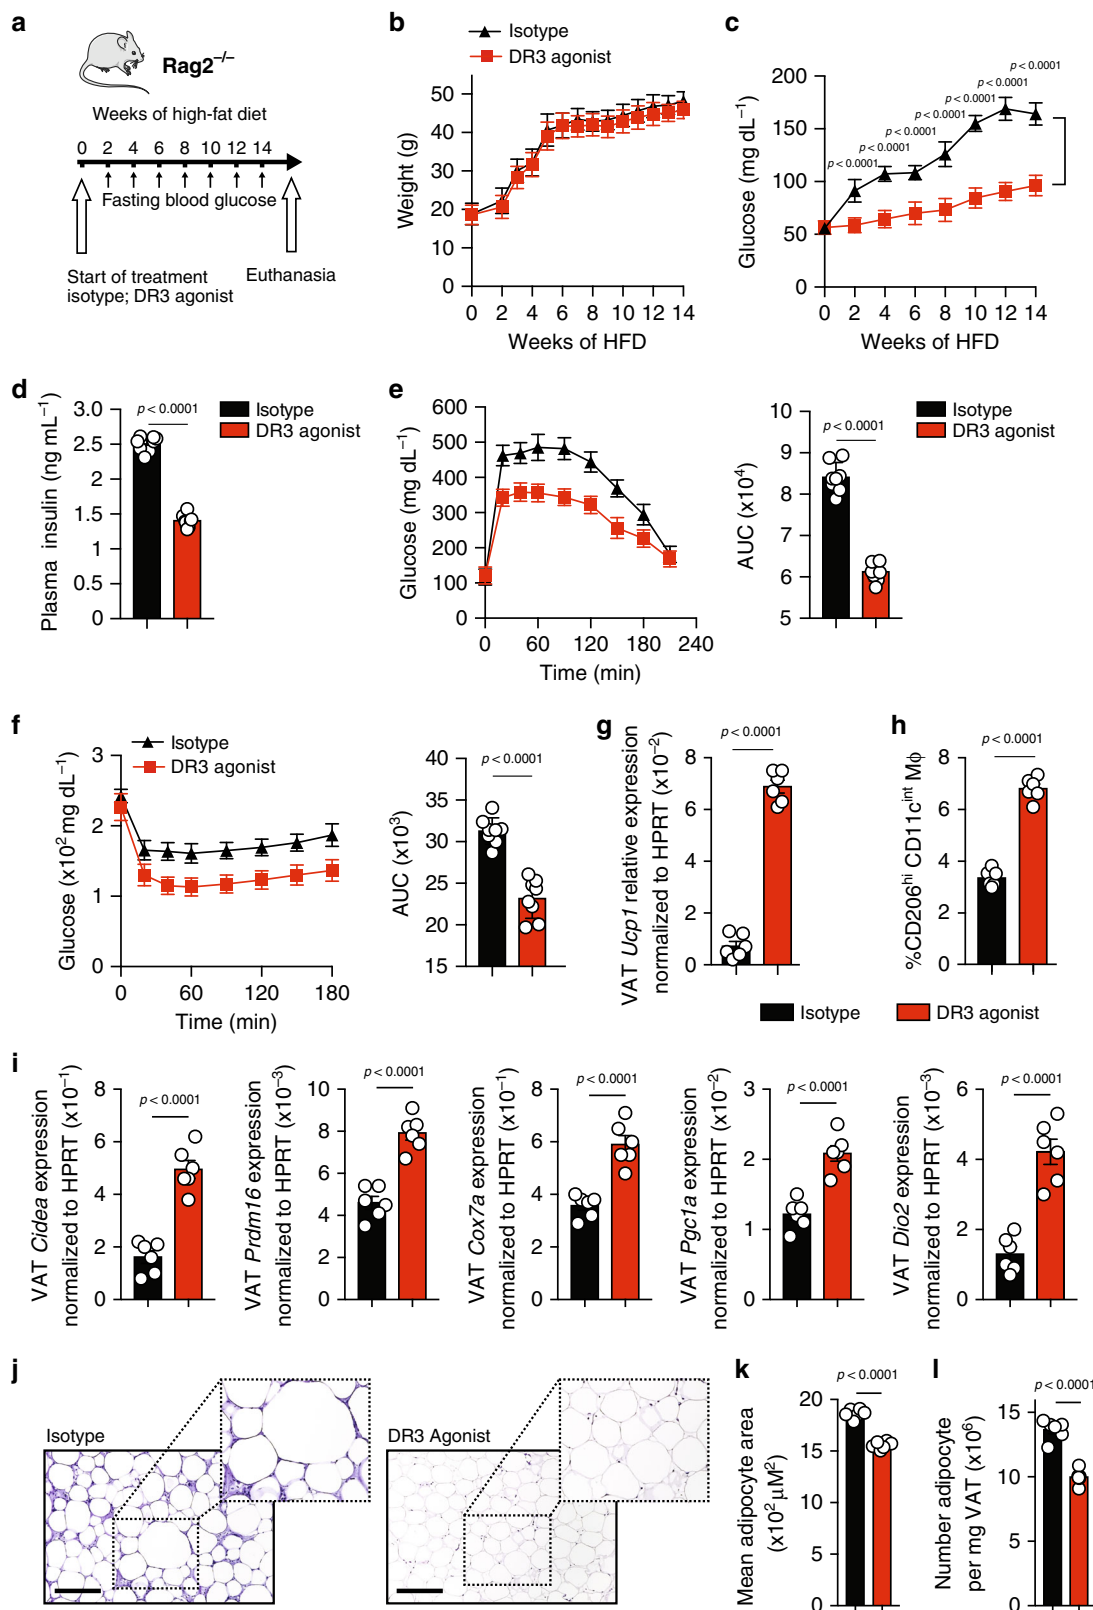 a
Rag2−/−
Weeks of high-fat diet
0 2 4 6 8 10 12 14
Fasting blood glucose
Start of treatment
isotype; DR3 agonist
Euthanasia
b
Isotype
DR3 agonist
Weight (g)
50
40
30
20
10
0
0 2 4 6 8 10 12 14
Weeks of HFD
c
Glucose (mg dL−1)
200
150
100
50
0
p < 0.0001
p < 0.0001
p < 0.0001
p < 0.0001
p < 0.0001
p < 0.0001
p < 0.0001
0 2 4 6 8 10 12 14
Weeks of HFD
d
Plasma insulin (ng mL−1)
3.0
2.5
2
1.5
1
0.5
0
p < 0.0001
Isotype
DR3 agonist
e
Glucose (mg dL−1)
600
500
400
300
200
100
0
0 60 120 180 240
Time (min)
AUC (x10⁴)
10
9
8
7
6
5
p < 0.0001
Isotype
DR3 agonist
f
Glucose (x10² mg dL−1)
3
2
1
0
Isotype
DR3 agonist
0 60 120 180
Time (min)
AUC (x10³)
40
35
30
25
20
15
p < 0.0001
g
VAT Ucp1 relative expression
normalized to HPRT (x10−2)
8
6
4
2
0
p < 0.0001
h
%CD206hi CD11cint Mϕ
8
6
4
2
0
p < 0.0001
Isotype
DR3 agonist
i
VAT Cidea expression
normalized to HPRT (x10−1)
8
6
4
2
0
p < 0.0001
VAT Prdm16 expression
normalized to HPRT (x10−3)
10
8
6
4
2
0
p < 0.0001
VAT Cox7a expression
normalized to HPRT (x10−1)
8
6
4
2
0
p < 0.0001
VAT Pgc1a expression
normalized to HPRT (x10−2)
3
2
1
0
p < 0.0001
VAT Dio2 expression
normalized to HPRT (x10−3)
6
4
2
0
p < 0.0001
j
Isotype
DR3 Agonist
k
Mean adipocyte area
(x10² µM²)
20
15
10
5
0
p < 0.0001
l
Number adipocyte
per mg VAT (x10⁶)
15
10
5
0
p < 0.0001